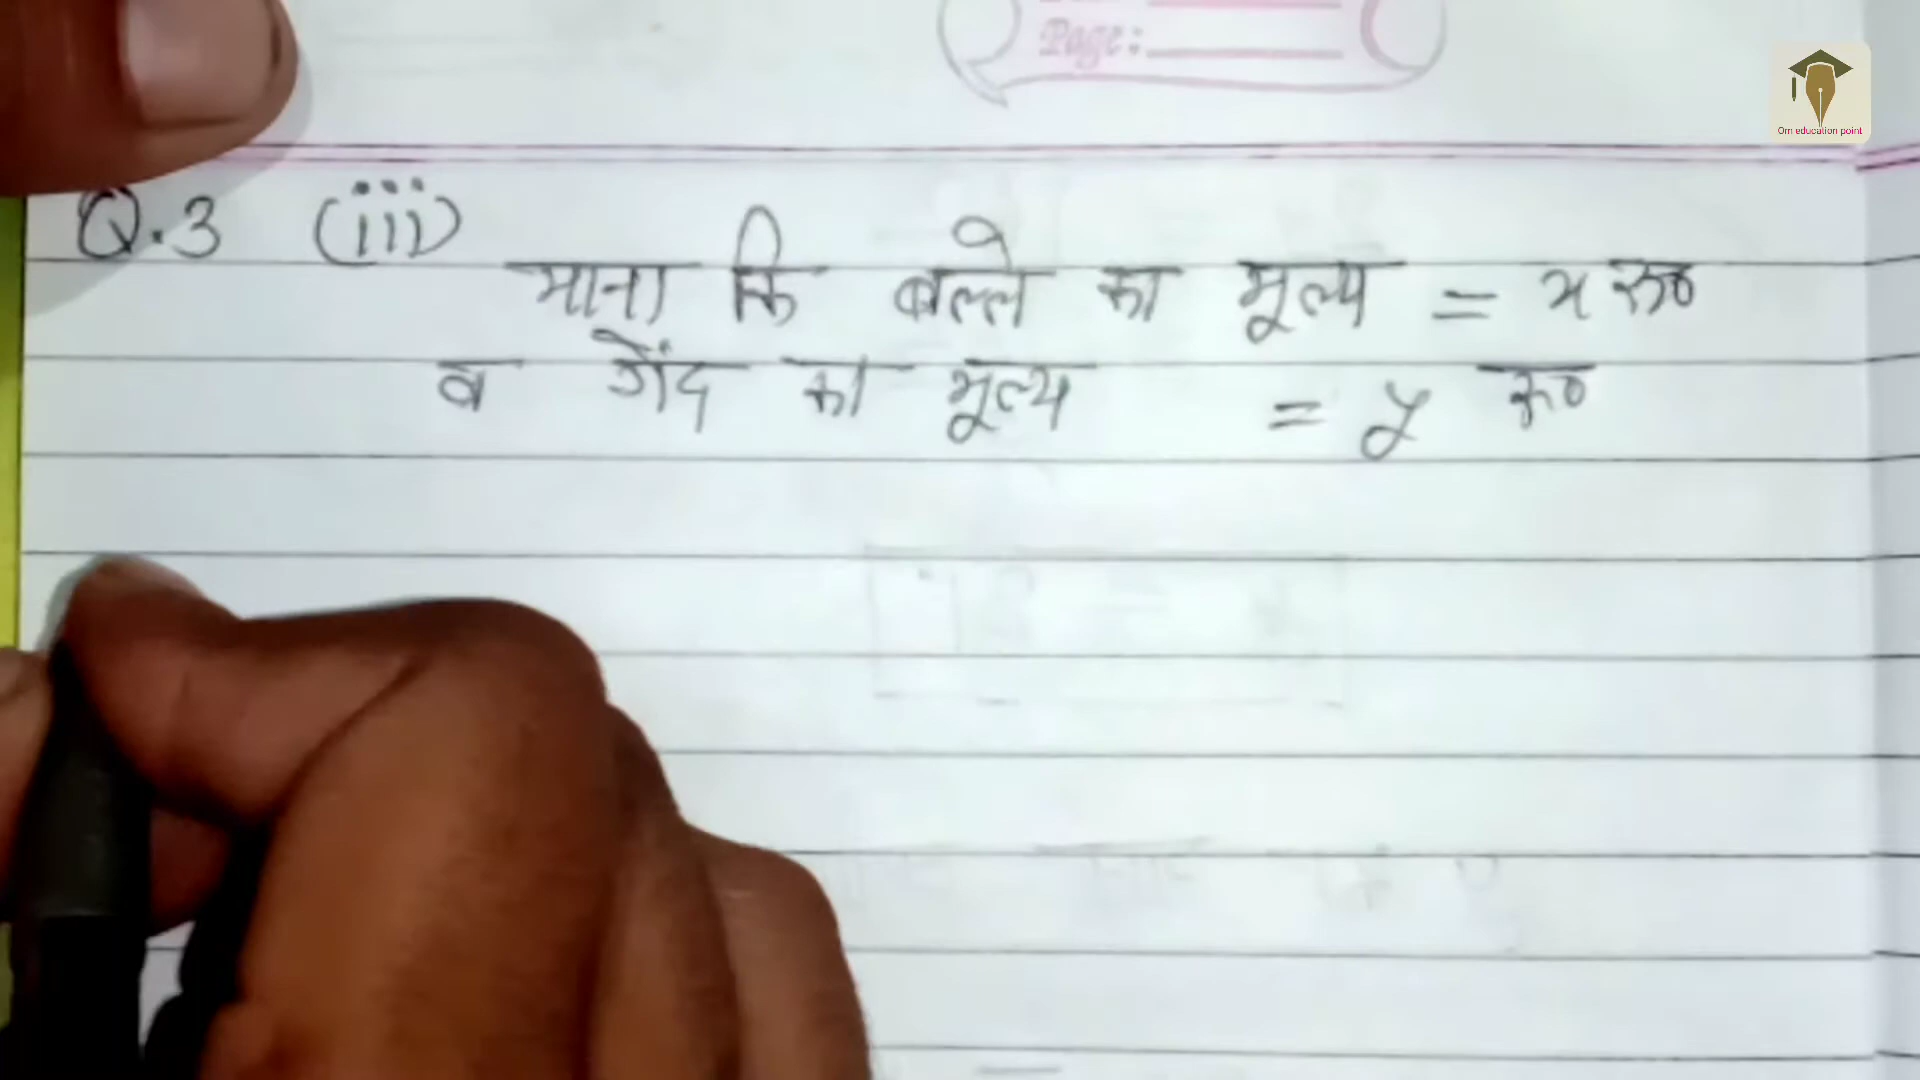 Page:
Om education point
Q.3 (iii)
माना कि बल्ले का मूल्य = x रु०
व गेंद का मूल्य = y रु०